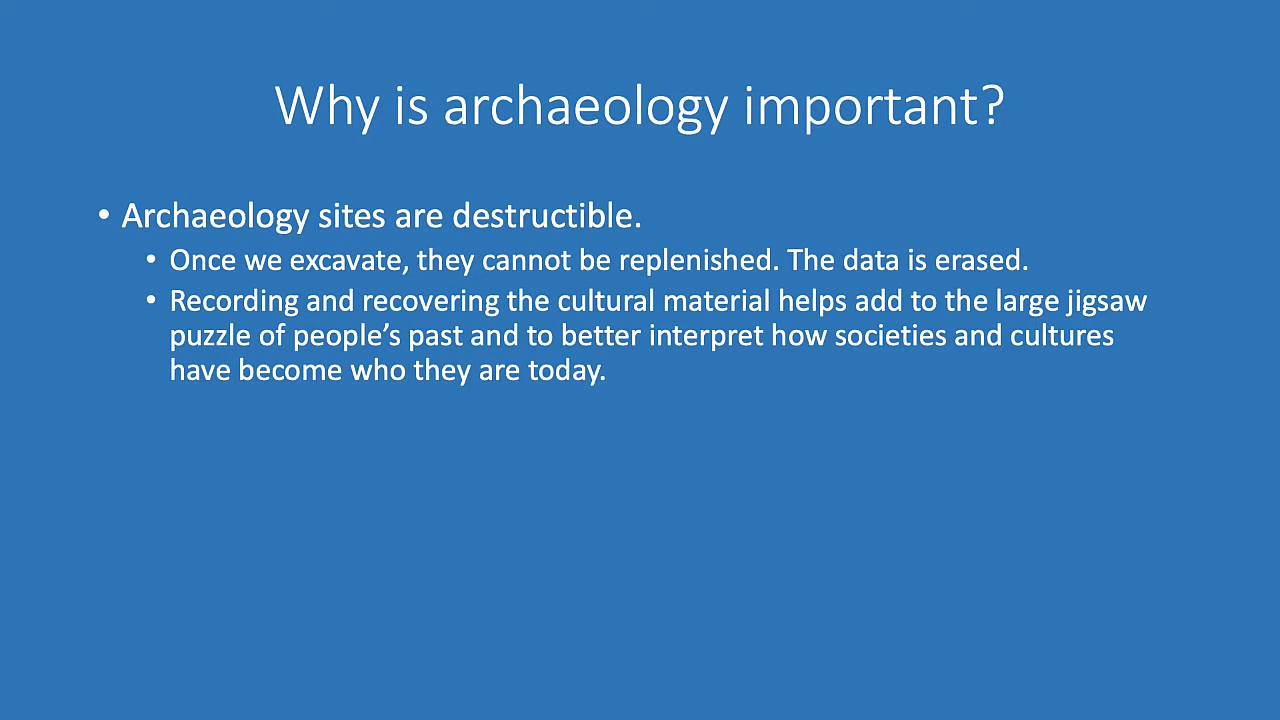 Why is archaeology important?
• Archaeology sites are destructible.
• Once we excavate, they cannot be replenished. The data is erased.
• Recording and recovering the cultural material helps add to the large jigsaw
puzzle of people’s past and to better interpret how societies and cultures
have become who they are today.